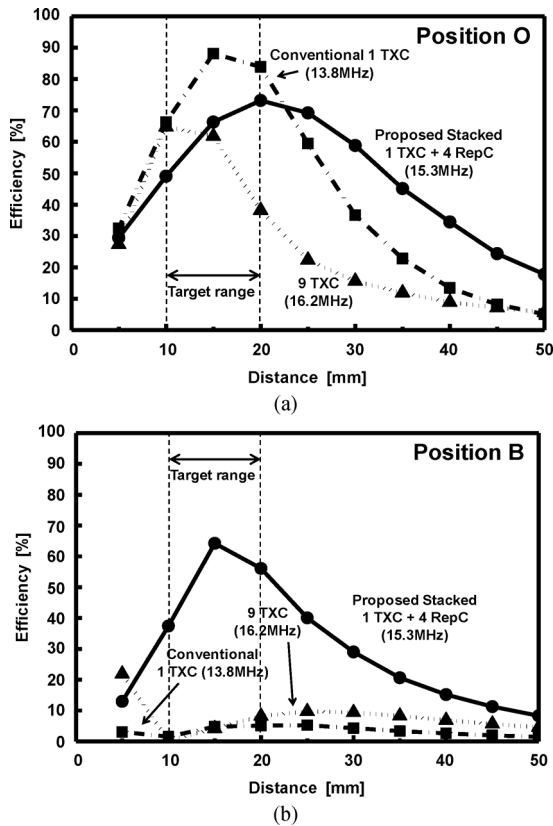 Position O
Efficiency [%]
100
90
80
70
60
50
40
30
20
10
0
Conventional 1 TXC
(13.8MHz)
Proposed Stacked
1 TXC + 4 RepC
(15.3MHz)
9 TXC
(16.2MHz)
Target range
0
10
20
30
40
50
Distance [mm]
(a)
Position B
Efficiency [%]
100
90
80
70
60
50
40
30
20
10
0
Target range
9 TXC
(16.2MHz)
Proposed Stacked
1 TXC + 4 RepC
(15.3MHz)
Conventional
1 TXC (13.8MHz)
0
10
20
30
40
50
Distance [mm]
(b)